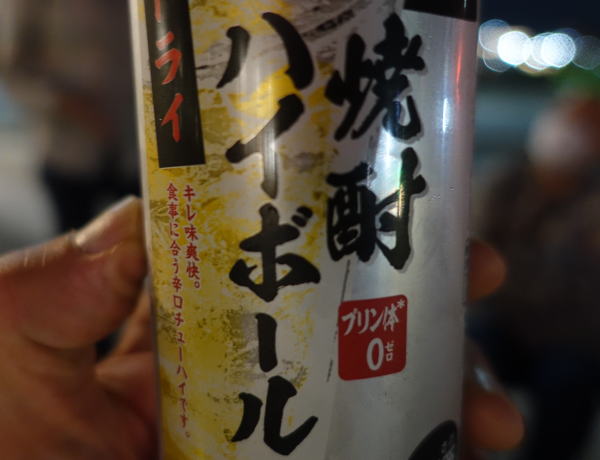 焼酎
ハイボール
ライ
キレ味爽快。
食事に合う辛口チューハイです。
プリン体*
0ゼロ